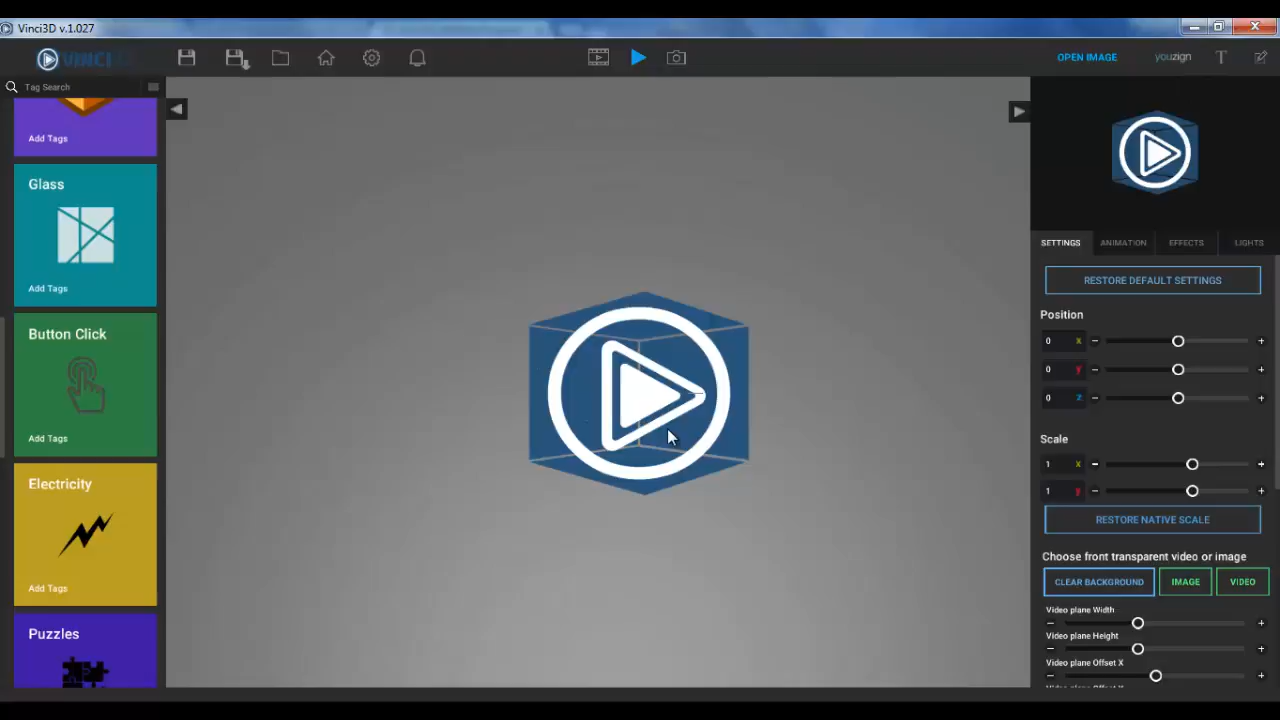 Vinci3D v.1.027
VINCI
OPEN IMAGE
youzign
T
Tag Search
Add Tags
Glass
Add Tags
Button Click
Add Tags
Electricity
Add Tags
Puzzles
SETTINGS
ANIMATION
EFFECTS
LIGHTS
RESTORE DEFAULT SETTINGS
Position
0 x
0 y
0 z
Scale
1 x
1 y
RESTORE NATIVE SCALE
Choose front transparent video or image
CLEAR BACKGROUND
IMAGE
VIDEO
Video plane Width
Video plane Height
Video plane Offset X